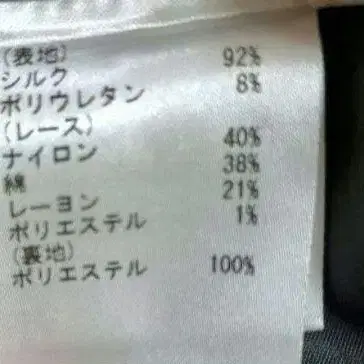 (表地)
シルク 92%
ポリウレタン 8%
(レース)
ナイロン 40%
綿 38%
レーヨン 21%
ポリエステル 1%
(裏地)
ポリエステル 100%